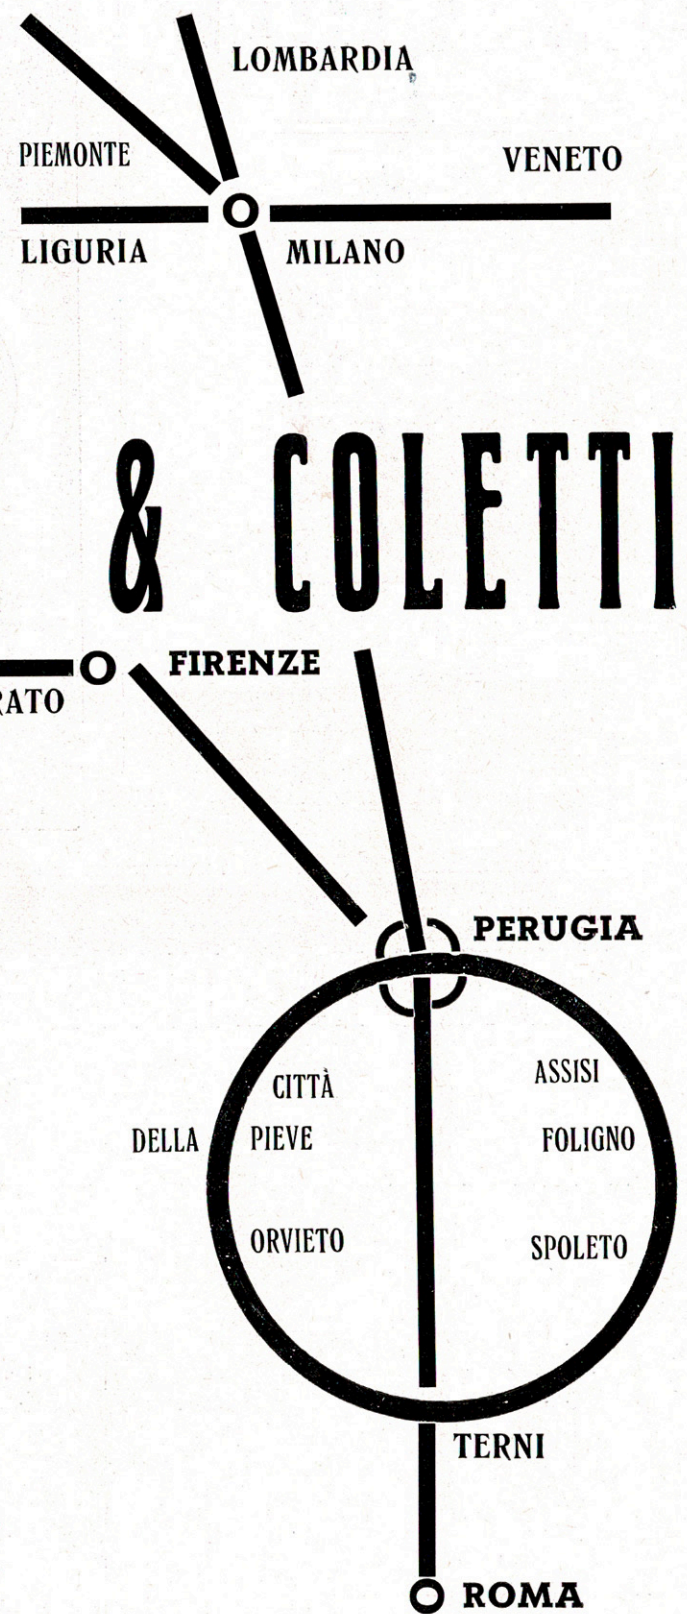 LOMBARDIA
PIEMONTE
VENETO
LIGURIA
MILANO
& COLETTI
FIRENZE
RATO
PERUGIA
CITTÀ
ASSISI
DELLA PIEVE
FOLIGNO
ORVIETO
SPOLETO
TERNI
ROMA